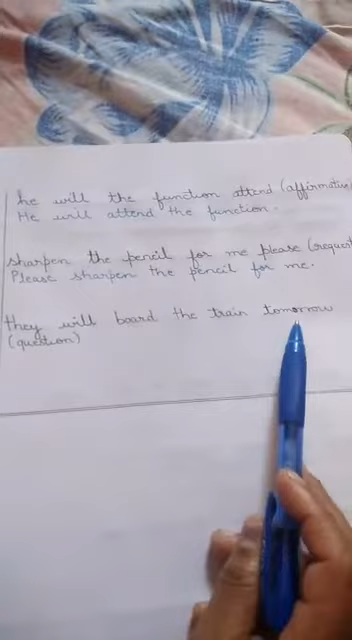 he will the function attend (affirmative)
He will attend the function.
sharpen the pencil for me please (request
Please sharpen the pencil for me.
they will board the train tomorrow
(question)